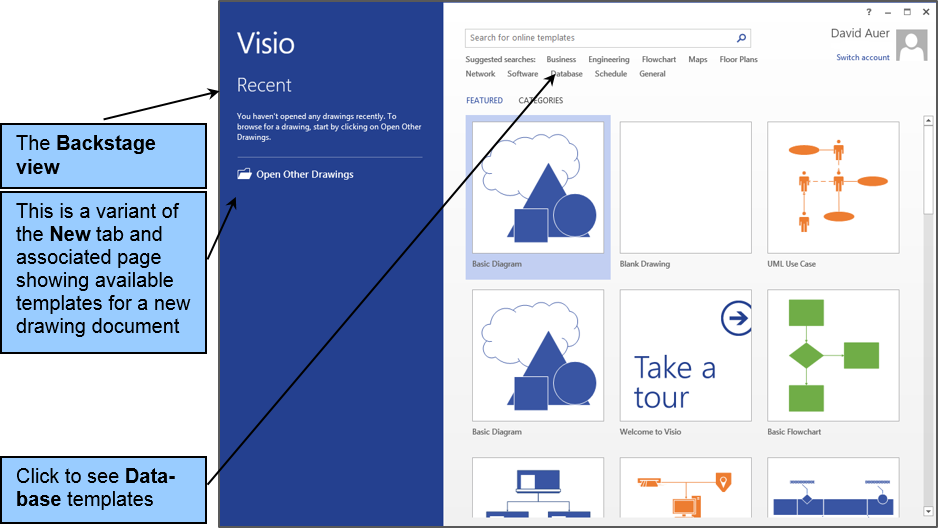 The Backstage
view
This is a variant of
the New tab and
associated page
showing available
templates for a new
drawing document
Click to see Data-
base templates
Visio
Recent
You haven't opened any drawings recently. To
browse for a drawing, start by clicking on Open Other
Drawings.
Open Other Drawings
?
David Auer
Switch account
Search for online templates
Suggested searches: Business Engineering Flowchart Maps Floor Plans
Network Software Database Schedule General
FEATURED CATEGORIES
Basic Diagram
Blank Drawing
UML Use Case
Take a
tour
Basic Diagram
Welcome to Visio
Basic Flowchart